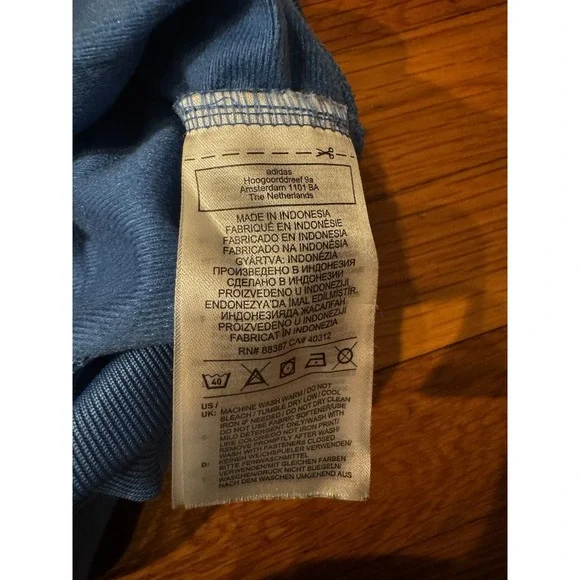 adidas
Hoogoorddreef 9a
Amsterdam 1101 BA
The Netherlands
MADE IN INDONESIA
FABRIQUÉ EN INDONÉSIE
FABRICADO EN INDONESIA
FABRICADO NA INDONÉSIA
GYÁRTVA: INDONÉZIA
ПРОИЗВЕДЕНО В ИНДОНЕЗИЯ
СДЕЛАНО В ИНДОНЕЗИИ
PROIZVEDENO U INDONEZIJI
ENDONEZYA'DA İMAL EDİLMİŞTİR.
ИНДОНЕЗИЯДА ЖАСАЛҒАН.
PROIZVEDENO U INDONEZIJI
FABRICAT ÎN INDONEZIA
RN# 88387 CA# 40312
40
US /
UK: MACHINE WASH WARM / DO NOT
BLEACH / TUMBLE DRY LOW / COOL
IRON IF NEEDED / DO NOT DRY CLEAN
DO NOT USE FABRIC SOFTENER/USE
MILD DETERGENT ONLY/WASH WITH
LIKE COLORS/DO NOT IRON PRINT/
REMOVE PROMPTLY AFTER WASH/
WASH WITH FASTENERS CLOSED
D: KEINEN WEICHSPUELER VERWENDEN/
BITTE FEINWASCHMITTEL
VERWENDEN/MIT GLEICHEN FARBEN
WASCHEN/DRUCK NICHT BUEGELN/
NACH DEM WASCHEN UMGEHEND AUS